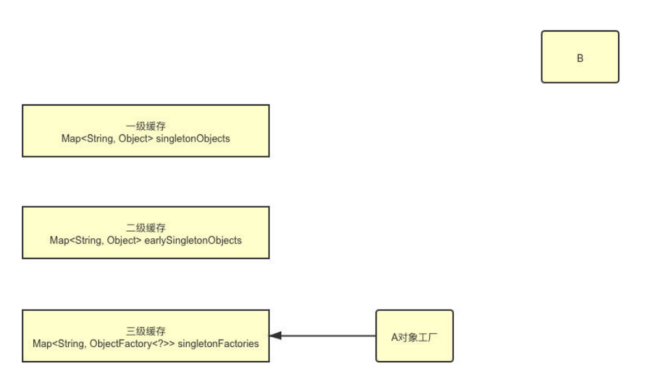 B
一级缓存
Map<String, Object> singletonObjects
二级缓存
Map<String, Object> earlySingletonObjects
三级缓存
Map<String, ObjectFactory<?>> singletonFactories
A对象工厂